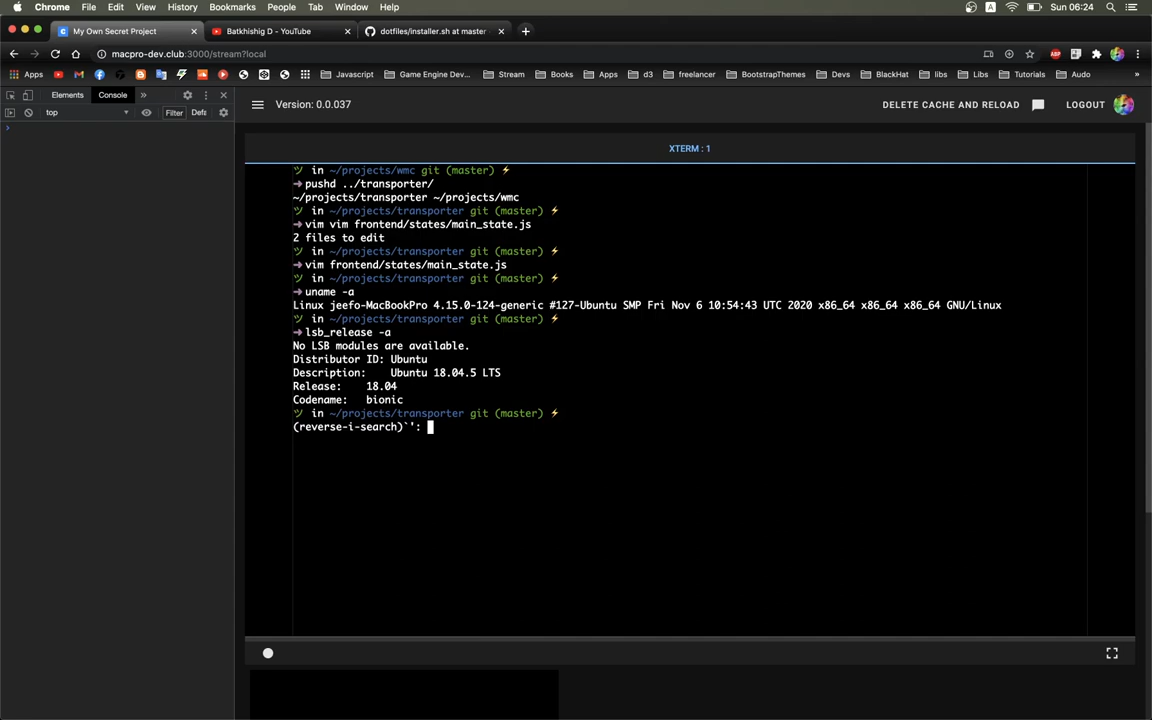 Chrome File Edit View History Bookmarks People Tab Window Help A Sun 06:24
My Own Secret Project Batkhishig D - YouTube dotfiles/installer.sh at master
macpro-dev.club:3000/stream?local
Apps Javascript Game Engine Dev... Stream Books Apps d3 freelancer BootstrapThemes Devs BlackHat libs Libs Tutorials Audo »
Elements Console »
top Filter Defa
Version: 0.0.037 DELETE CACHE AND RELOAD LOGOUT
XTERM : 1
ツ in ~/projects/wmc git (master) ⚡
➜ pushd ../transporter/
~/projects/transporter ~/projects/wmc
ツ in ~/projects/transporter git (master) ⚡
➜ vim vim frontend/states/main_state.js
2 files to edit
ツ in ~/projects/transporter git (master) ⚡
➜ vim frontend/states/main_state.js
ツ in ~/projects/transporter git (master) ⚡
➜ uname -a
Linux jeefo-MacBookPro 4.15.0-124-generic #127-Ubuntu SMP Fri Nov 6 10:54:43 UTC 2020 x86_64 x86_64 x86_64 GNU/Linux
ツ in ~/projects/transporter git (master) ⚡
➜ lsb_release -a
No LSB modules are available.
Distributor ID: Ubuntu
Description: Ubuntu 18.04.5 LTS
Release: 18.04
Codename: bionic
ツ in ~/projects/transporter git (master) ⚡
(reverse-i-search)`':